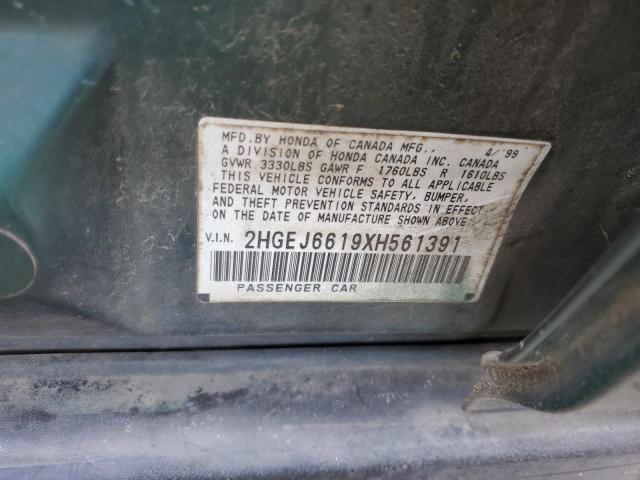 MFD.BY HONDA OF CANADA MFG., 4/'99
A DIVISION OF HONDA CANADA INC. CANADA
GVWR 3330LBS GAWR F 1760LBS R 1610LBS
THIS VEHICLE CONFORMS TO ALL APPLICABLE
FEDERAL MOTOR VEHICLE SAFETY, BUMPER,
AND THEFT PREVENTION STANDARDS IN EFFECT
ON THE DATE OF MANUFACTURE SHOWN ABOVE.
V.I.N. 2HGEJ6619XH561391
PASSENGER CAR